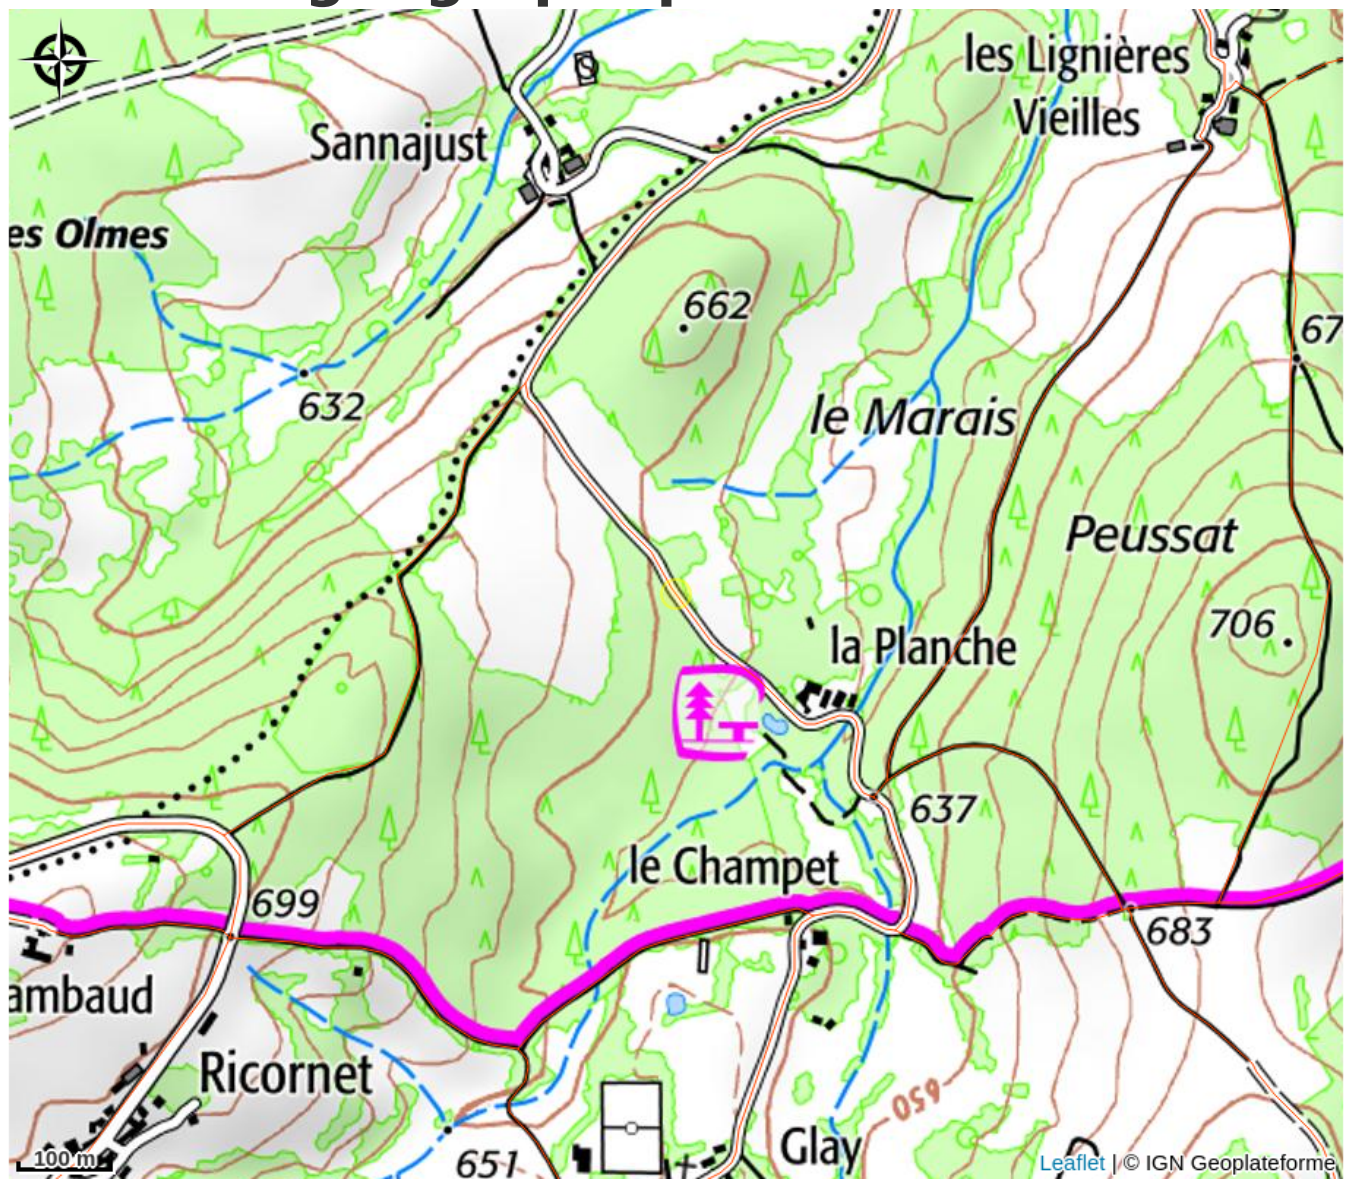 les Lignières
Vieilles
Sannajust
es Olmes
662
67
632
le Marais
Peussat
706
la Planche
637
le Champet
699
683
ambaud
Ricornet
650
Glay
651
100 m
Leaflet | © IGN Geoplateforme